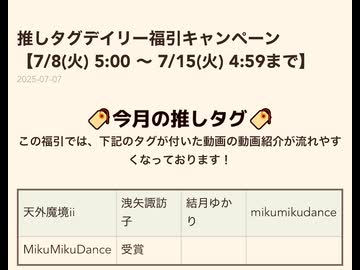 推しタグデイリー福引キャンペーン
【7/8(火) 5:00 ～ 7/15(火) 4:59まで】
2025-07-07
今月の推しタグ
この福引では、下記のタグが付いた動画の動画紹介が流れやす
くなっております！
天外魔境ii
洩矢諏訪
子
結月ゆか
り
mikumikudance
MikuMikuDance
受賞